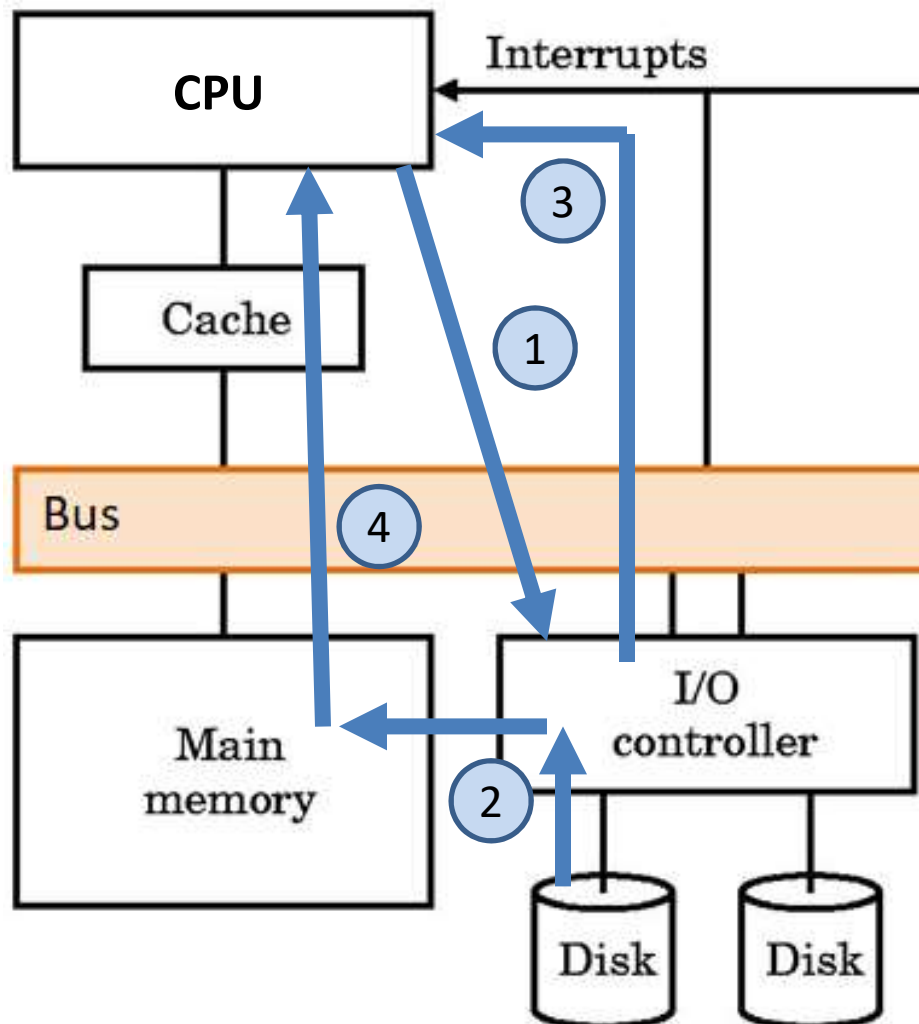 Interrupts
CPU
3
Cache
1
Bus
4
I/O
controller
Main
memory
2
Disk
Disk